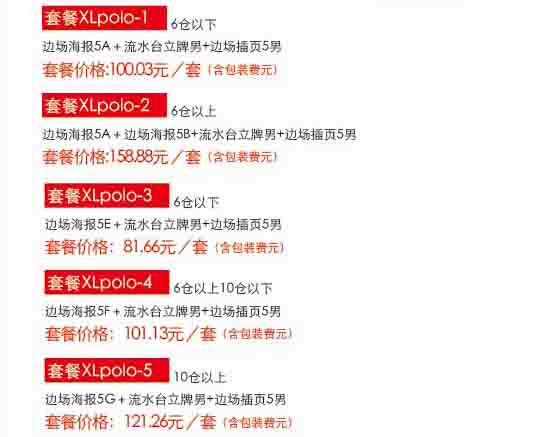 套餐XLpolo-1 6仓以下
边场海报5A+流水台立牌男+边场插页5男
套餐价格:100.03元/套(含包装费元)
套餐XLpolo-2 6仓以上
边场海报5A+边场海报5B+流水台立牌男+边场插页5男
套餐价格:158.88元/套(含包装费元)
套餐XLpolo-3 6仓以下
边场海报5E+流水台立牌男+边场插页5男
套餐价格：81.66元/套(含包装费元)
套餐XLpolo-4 6仓以上10仓以下
边场海报5F+流水台立牌男+边场插页5男
套餐价格：101.13元/套(含包装费元)
套餐XLpolo-5 10仓以上
边场海报5G+流水台立牌男+边场插页5男
套餐价格：121.26元/套(含包装费元)